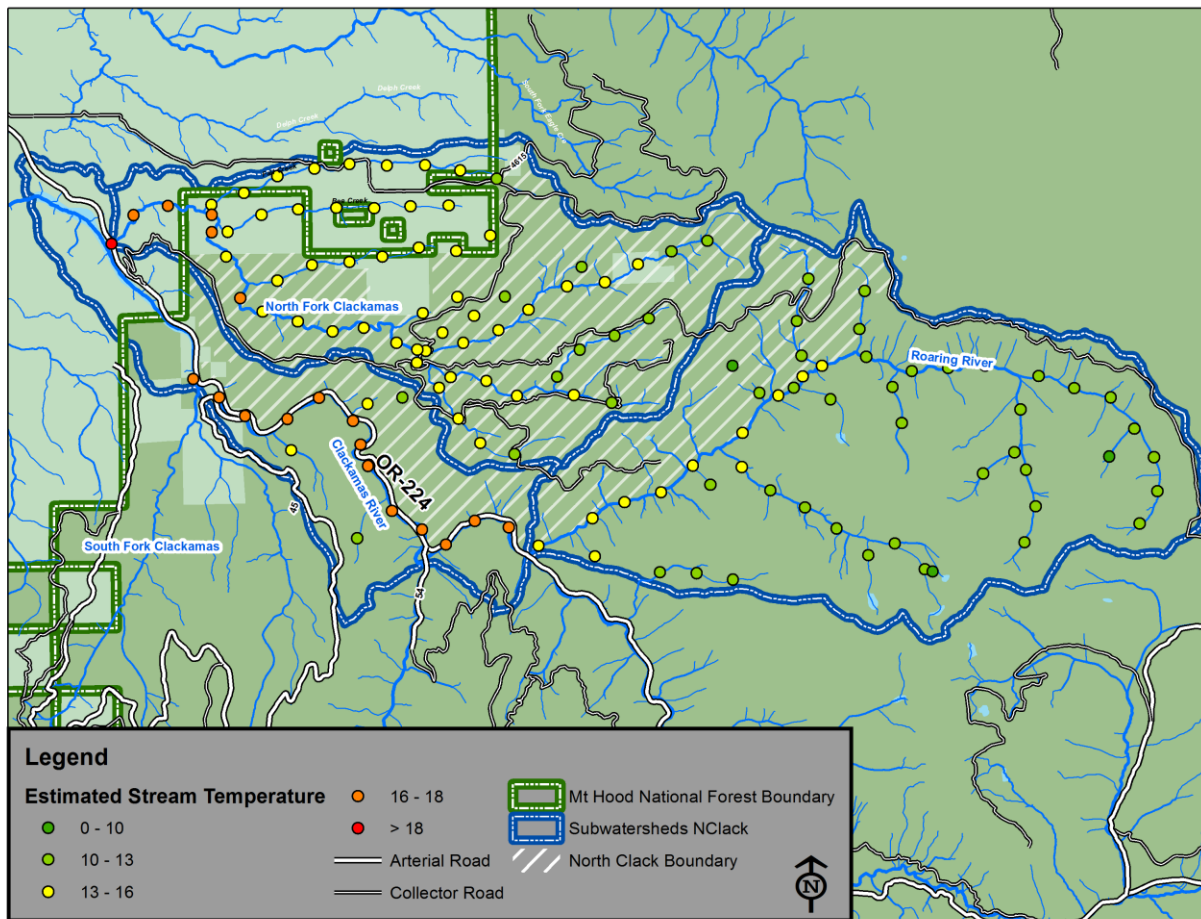 Delph Creek
Delph Creek
South Fork Eagle Cre
4615
Bee Creek
North Fork Clackamas
Roaring River
OR-224
Clackamas River
45
South Fork Clackamas
54
Legend
Estimated Stream Temperature
0 - 10
10 - 13
13 - 16
16 - 18
> 18
Arterial Road
Collector Road
Mt Hood National Forest Boundary
Subwatersheds NClack
North Clack Boundary
N